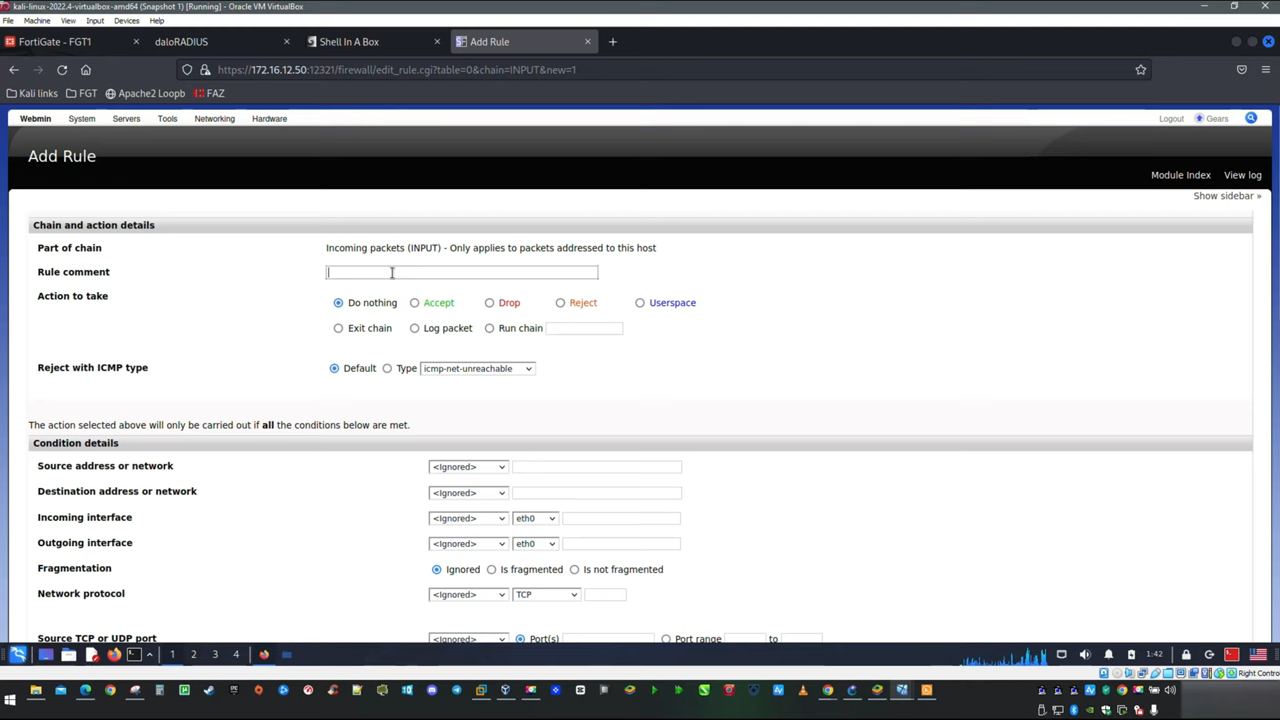 kali-linux-2022.4-virtualbox-amd64 (Snapshot 1) [Running] - Oracle VM VirtualBox
File Machine View Input Devices Help
FortiGate - FGT1 daloRADIUS Shell In A Box Add Rule
https://172.16.12.50:12321/firewall/edit_rule.cgi?table=0&chain=INPUT&new=1
Kali links FGT Apache2 Loopb FAZ
Webmin System Servers Tools Networking Hardware Logout Gears
Add Rule
Module Index View log
Show sidebar »
Chain and action details
Part of chain Incoming packets (INPUT) - Only applies to packets addressed to this host
Rule comment
Action to take Do nothing Accept Drop Reject Userspace
Exit chain Log packet Run chain
Reject with ICMP type Default Type icmp-net-unreachable
The action selected above will only be carried out if all the conditions below are met.
Condition details
Source address or network <Ignored>
Destination address or network <Ignored>
Incoming interface <Ignored> eth0
Outgoing interface <Ignored> eth0
Fragmentation Ignored Is fragmented Is not fragmented
Network protocol <Ignored> TCP
Source TCP or UDP port <Ignored> Port(s) Port range to
1 2 3 4 1:42
Right Control